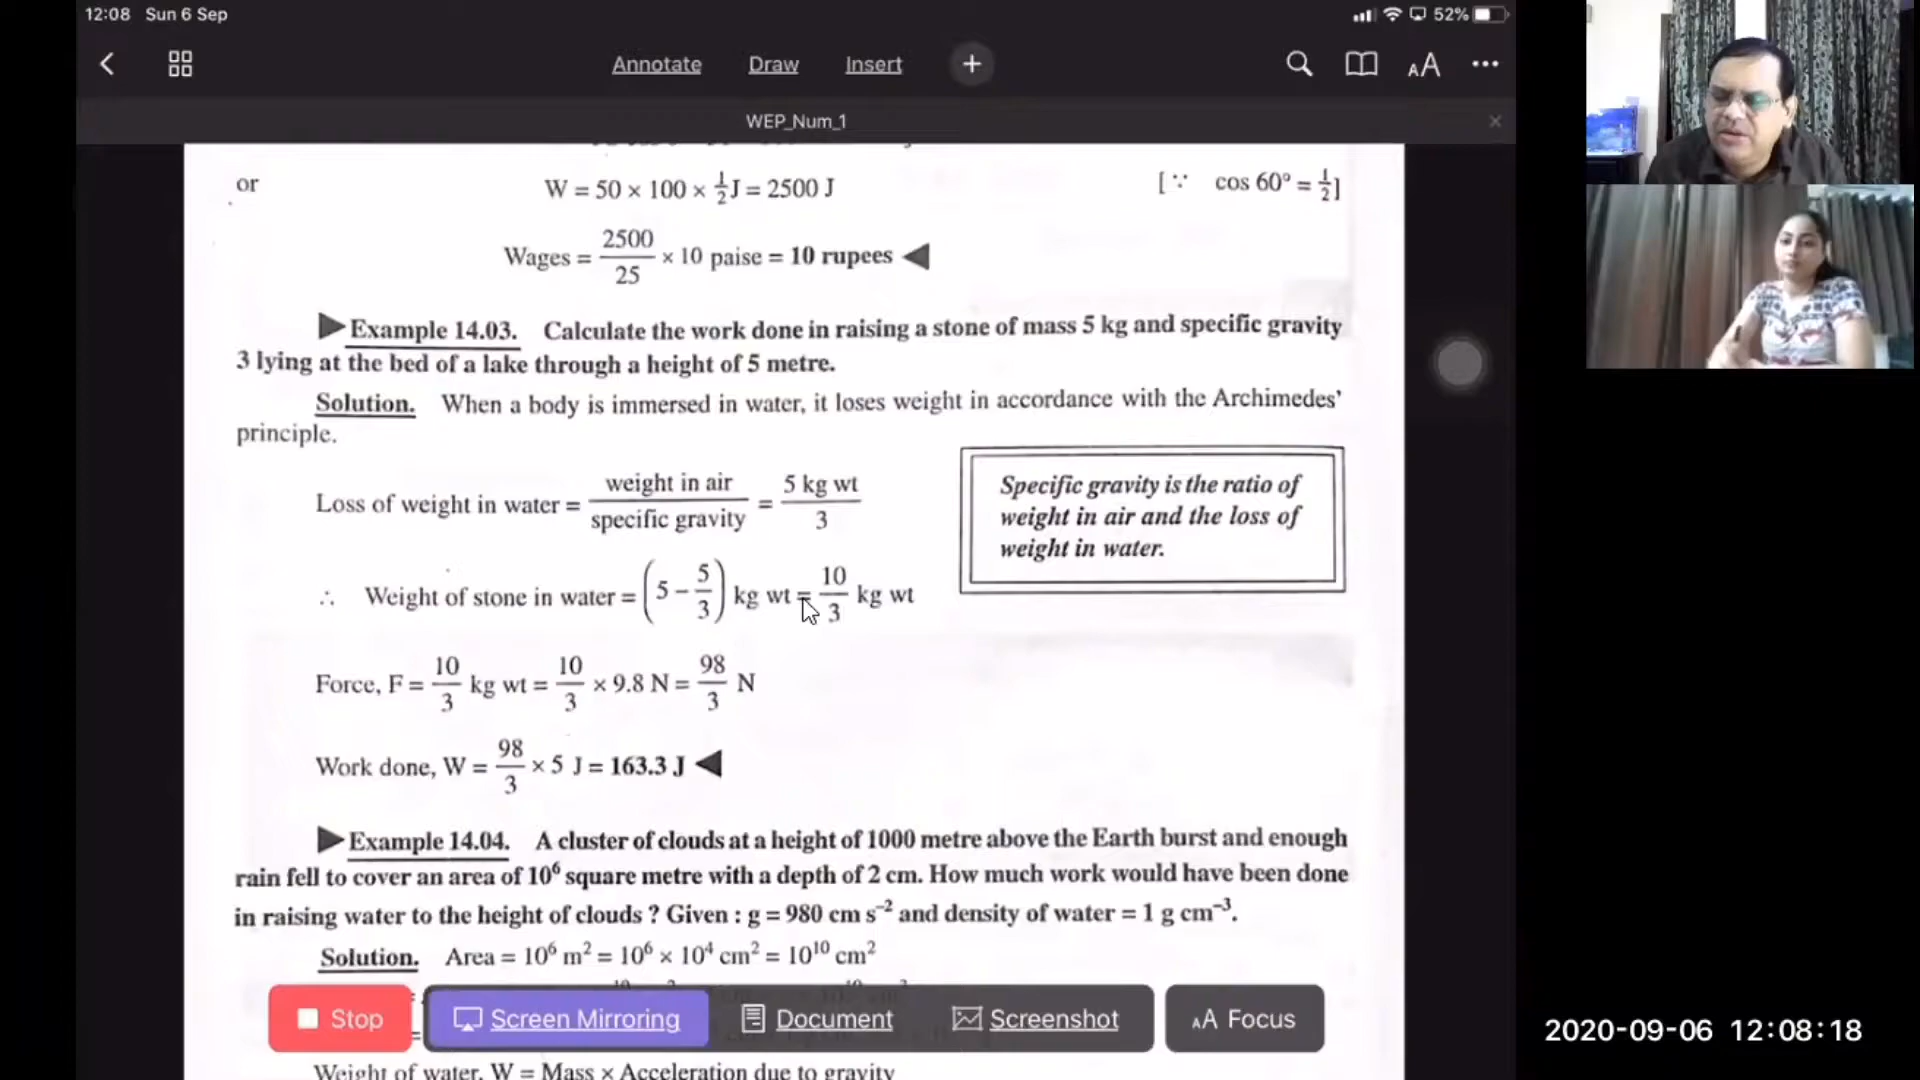 12:08 Sun 6 Sep
52%
Annotate Draw Insert +
AA
WEP_Num_1
or W = 50 × 100 × 1/2 J = 2500 J [∵ cos 60° = 1/2]
Wages = 2500/25 × 10 paise = 10 rupees ◀
▶Example 14.03. Calculate the work done in raising a stone of mass 5 kg and specific gravity
3 lying at the bed of a lake through a height of 5 metre.
Solution. When a body is immersed in water, it loses weight in accordance with the Archimedes’
principle.
Loss of weight in water = weight in air/specific gravity = 5 kg wt/3
Specific gravity is the ratio of
weight in air and the loss of
weight in water.
∴ Weight of stone in water = (5 − 5/3) kg wt = 10/3 kg wt
Force, F = 10/3 kg wt = 10/3 × 9.8 N = 98/3 N
Work done, W = 98/3 × 5 J = 163.3 J ◀
▶Example 14.04. A cluster of clouds at a height of 1000 metre above the Earth burst and enough
rain fell to cover an area of 10⁶ square metre with a depth of 2 cm. How much work would have been done
in raising water to the height of clouds ? Given : g = 980 cm s⁻² and density of water = 1 g cm⁻³.
Solution. Area = 10⁶ m² = 10⁶ × 10⁴ cm² = 10¹⁰ cm²
Stop Screen Mirroring Document Screenshot AA Focus
Weight of water, W = Mass × Acceleration due to gravity
2020-09-06 12:08:18